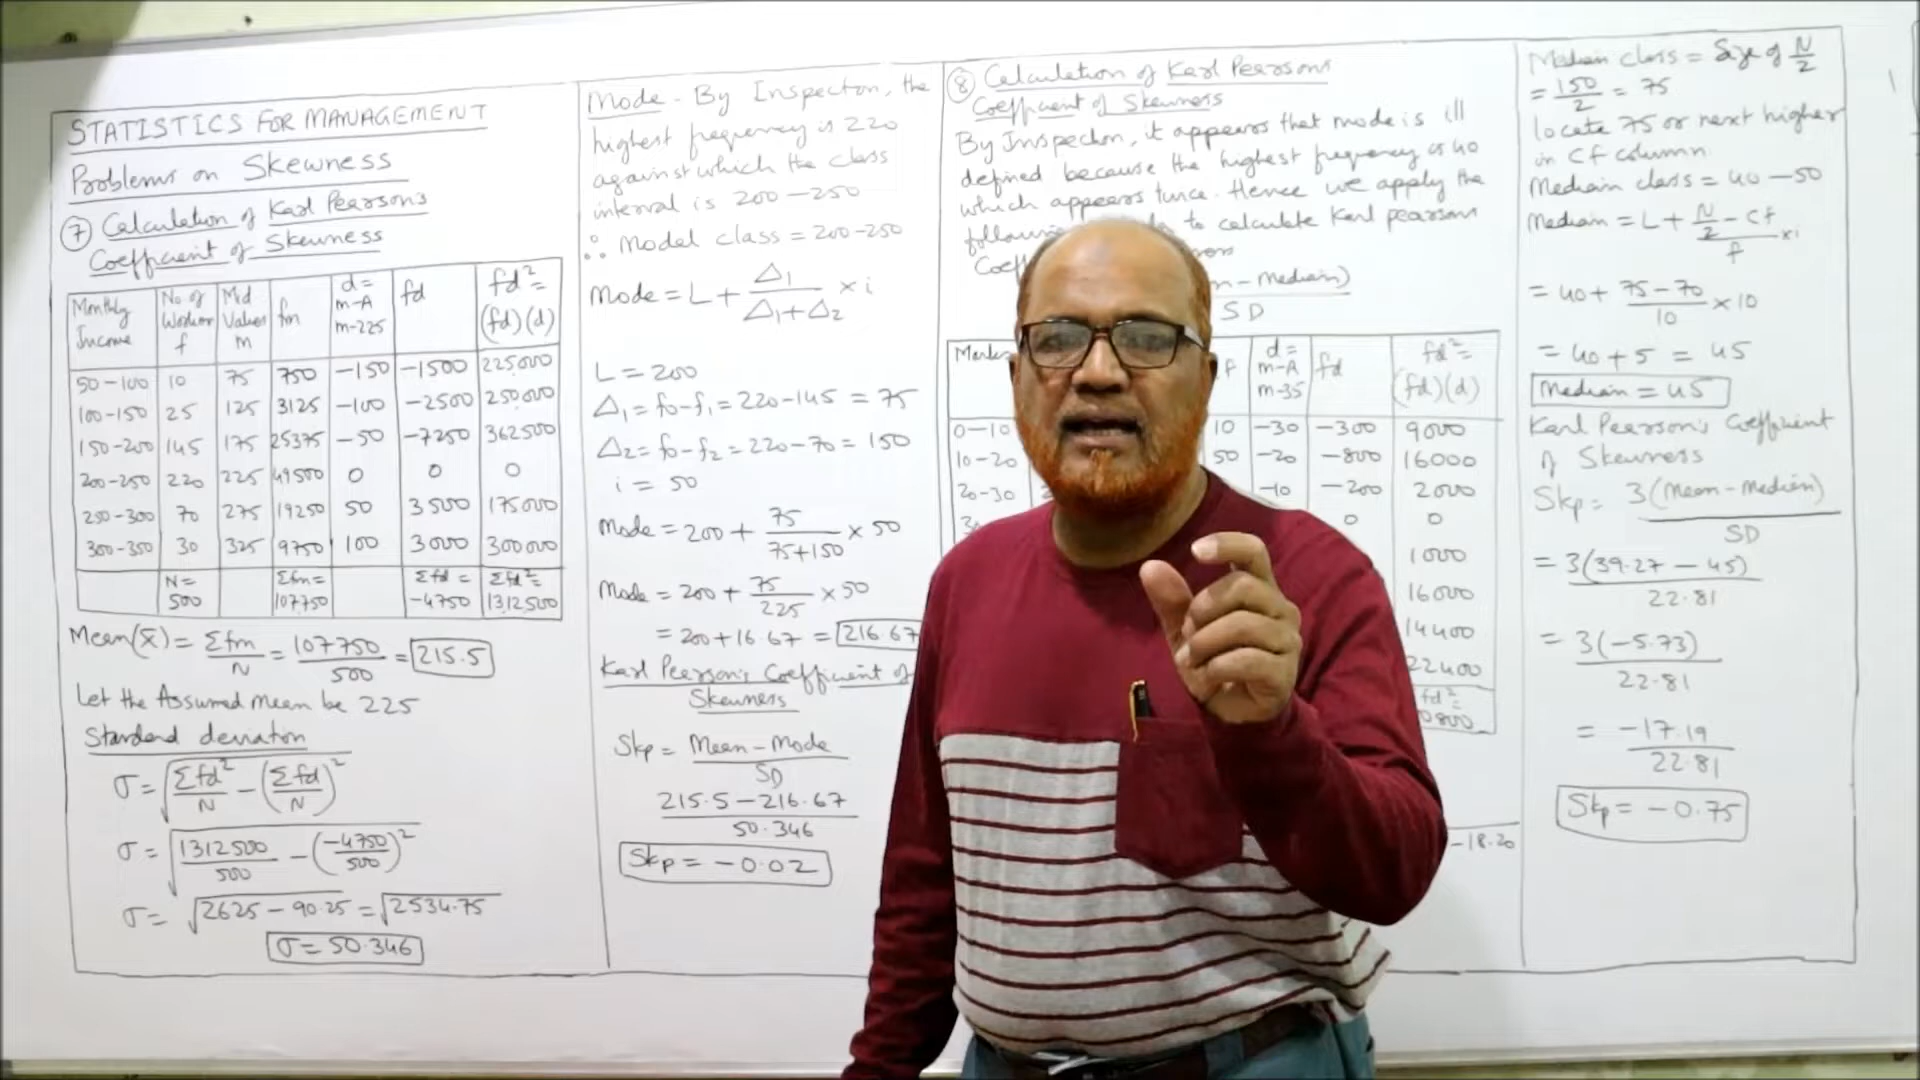 STATISTICS FOR MANAGEMENT
Problems on Skewness
7 Calculation of Karl Pearson's
Coefficient of Skewness
Monthly Income | No of Workers f | Mid Values m | fm | d= m-A m-225 | fd | fd²= (fd)(d)
50-100 10 75 750 -150 -1500 225000
100-150 25 125 3125 -100 -2500 250000
150-200 145 175 25375 -50 -7250 362500
200-250 220 225 49500 0 0 0
250-300 70 275 19250 50 3500 175000
300-350 30 325 9750 100 3000 300000
N= 500 Σfm= 107750 Σfd= -4750 Σfd²= 1312500
Mean(x̄) = Σfm/N = 107750/500 = 215.5
Let the Assumed mean be 225
Standard deviation
σ = √(Σfd²/N - (Σfd/N)²)
σ = √(1312500/500 - (-4750/500)²)
σ = √2625-90.25 = √2534.75
σ = 50.346
Mode - By Inspecton, the
highest frequency is 220
against which the class
interval is 200-250
∴ Model class = 200-250
Mode = L + Δ₁/(Δ₁+Δ₂) × i
L = 200
Δ₁ = f0-f1 = 220-145 = 75
Δ₂ = f0-f2 = 220-70 = 150
i = 50
Mode = 200 + 75/(75+150) × 50
Mode = 200 + 75/225 × 50
= 200+16.67 = 216.67
Karl Pearson's Coefficient of
Skewness
Skp = Mean-Mode/SD
215.5-216.67/50.346
Skp = -0.02
8 Calculation of Karl Pearsons
Coefficient of Skewness
By Inspection, it appears that mode is ill
defined because the highest frequency is 40
which appears twice. Hence we apply the
to calculate Karl pearsons
n-median)
SD
Marks f d= m-A m-35 fd fd²= (fd)(d)
0-10 10 -30 -300 9000
10-20 50 -20 -800 16000
20-30 -10 -200 2000
0 0
1000
16000
14400
22400
fd²=
-18.20
Median class = Size of N/2
= 150/2 = 75
locate 75 or next higher
in Cf column
Median class = 40-50
Median = L + (N/2 - Cf)/f × i
= 40 + (75-70)/10 × 10
= 40+5 = 45
Median = 45
Karl Pearson's Coefficient
of Skewness
Skp = 3(Mean-median)/SD
= 3(39.27-45)/22.81
= 3(-5.73)/22.81
= -17.19/22.81
Skp = -0.75